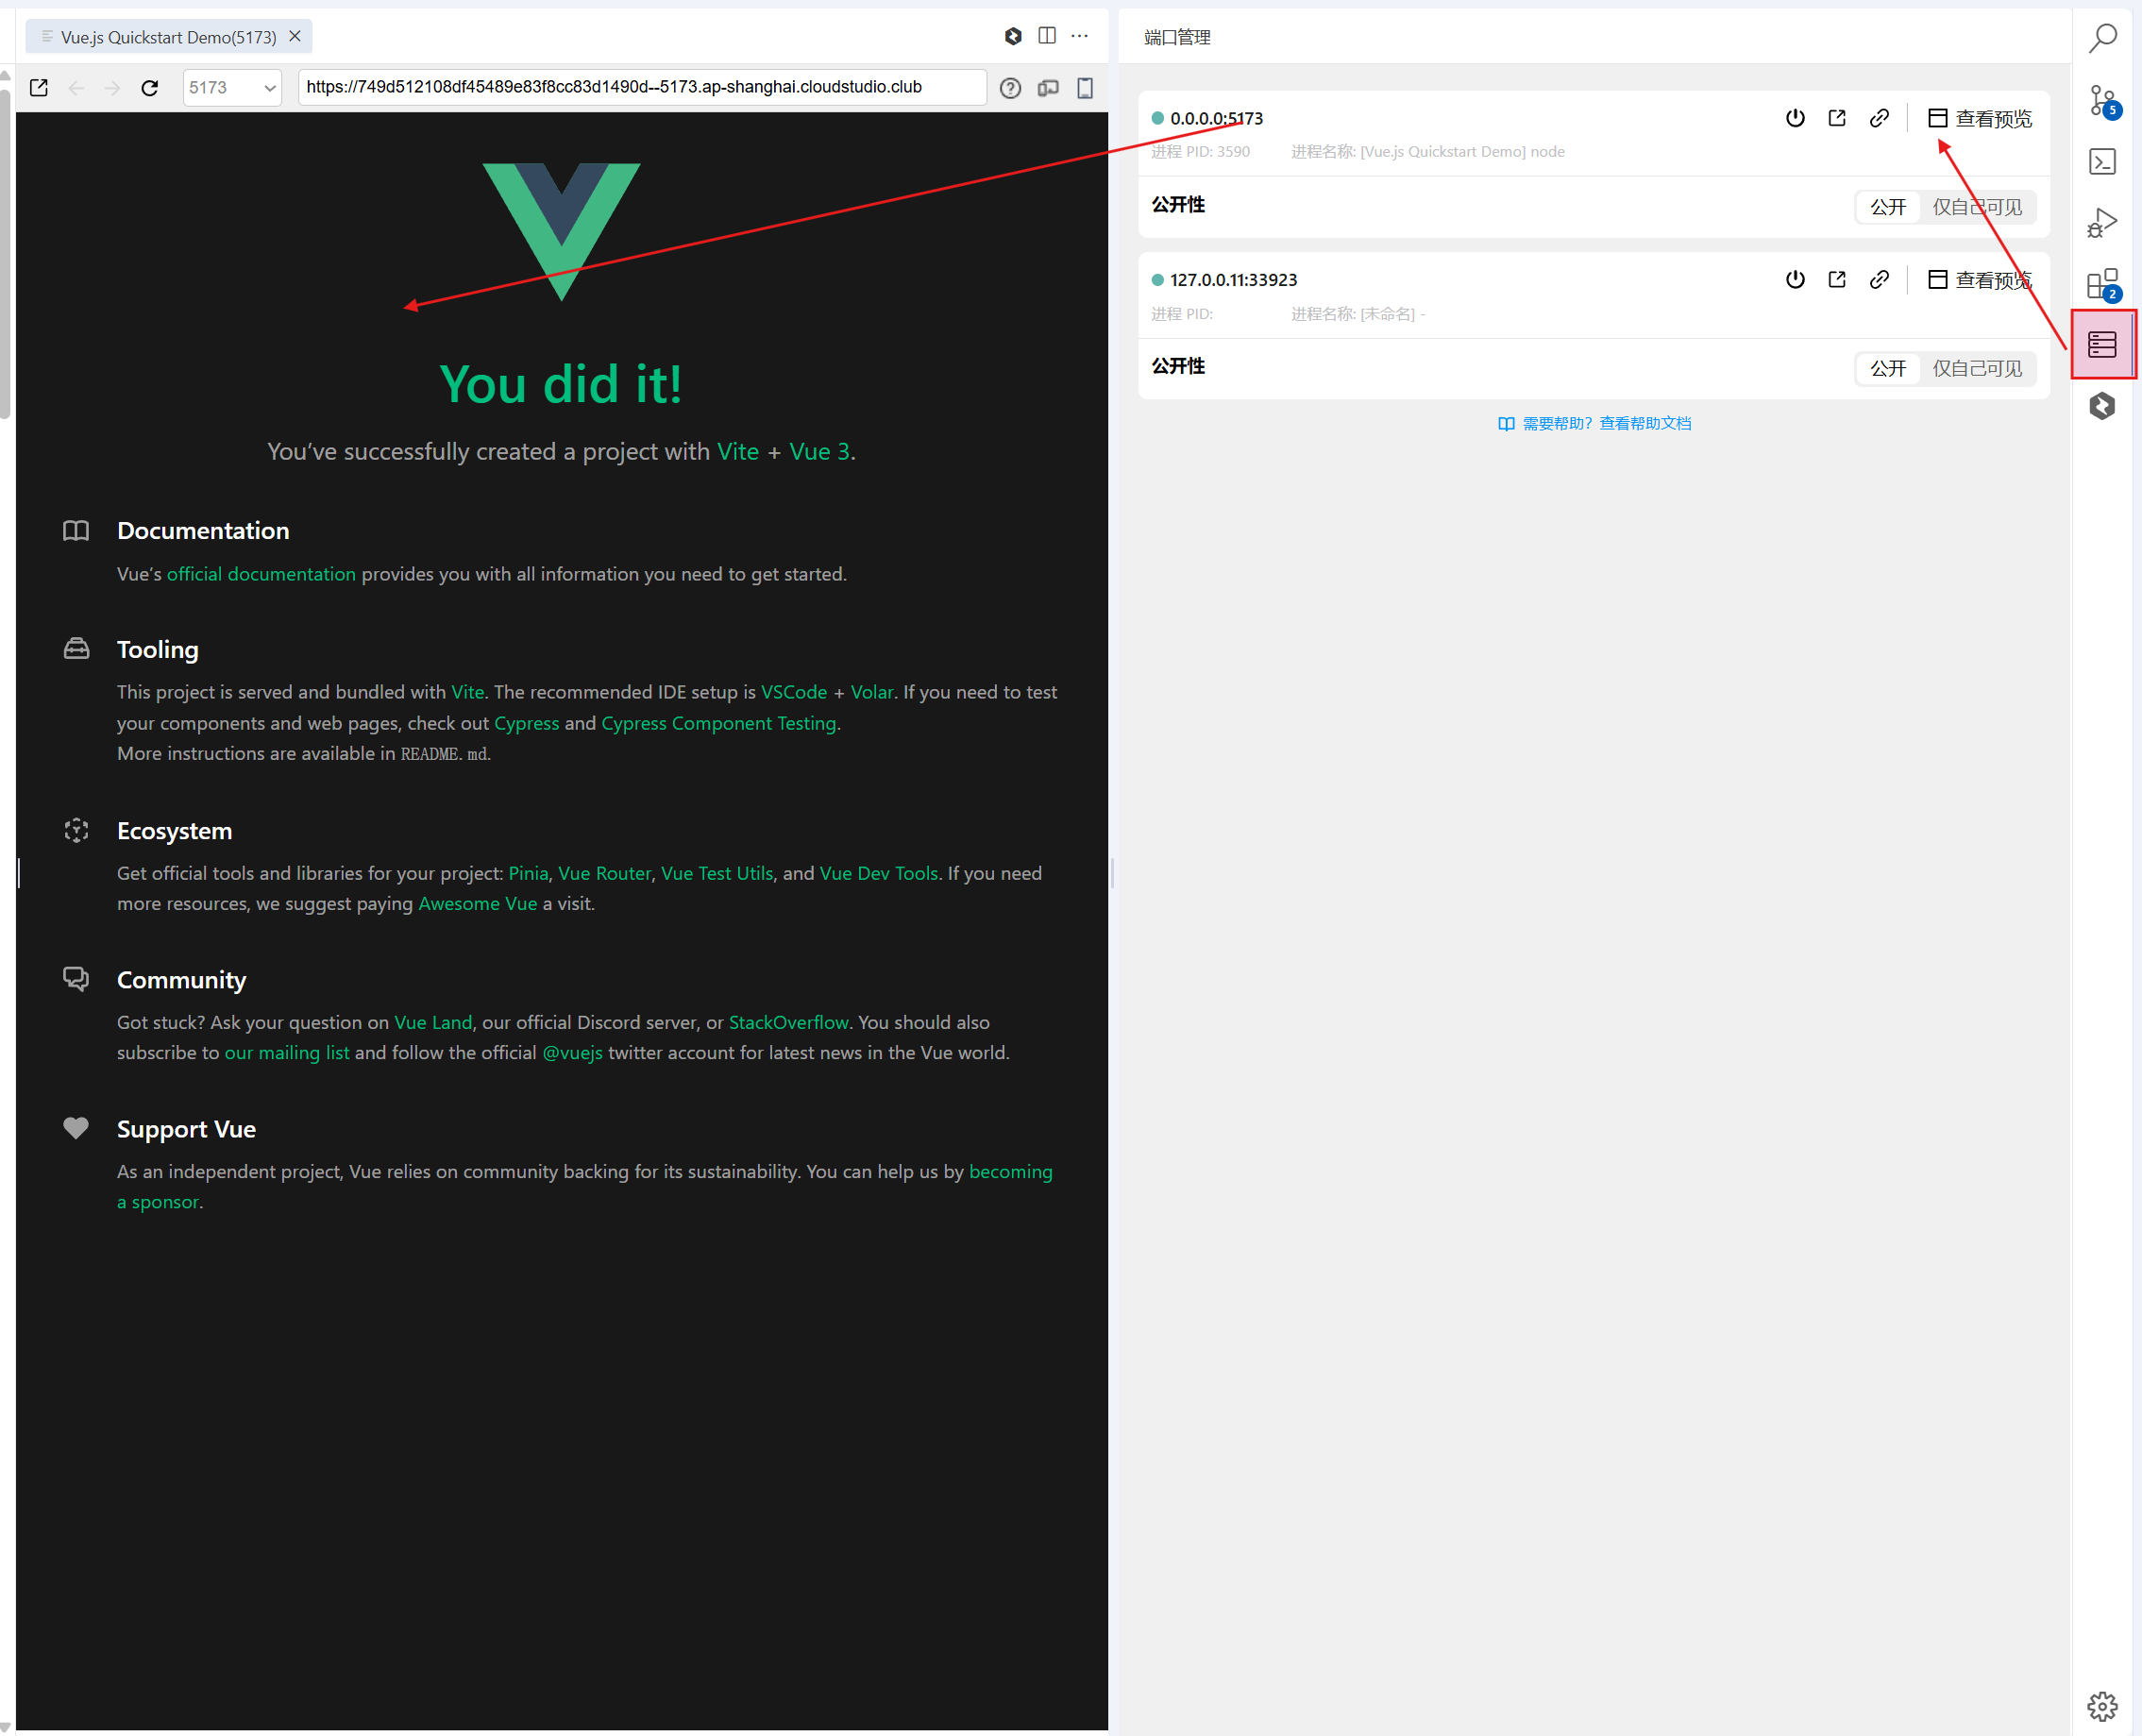 Vue.js Quickstart Demo(5173)
5173
https://749d512108df45489e83f8cc83d1490d--5173.ap-shanghai.cloudstudio.club
You did it!
You’ve successfully created a project with Vite + Vue 3.
Documentation
Vue’s official documentation provides you with all information you need to get started.
Tooling
This project is served and bundled with Vite. The recommended IDE setup is VSCode + Volar. If you need to test
your components and web pages, check out Cypress and Cypress Component Testing.
More instructions are available in README.md.
Ecosystem
Get official tools and libraries for your project: Pinia, Vue Router, Vue Test Utils, and Vue Dev Tools. If you need
more resources, we suggest paying Awesome Vue a visit.
Community
Got stuck? Ask your question on Vue Land, our official Discord server, or StackOverflow. You should also
subscribe to our mailing list and follow the official @vuejs twitter account for latest news in the Vue world.
Support Vue
As an independent project, Vue relies on community backing for its sustainability. You can help us by becoming
a sponsor.
端口管理
0.0.0.0:5173
查看预览
进程 PID: 3590 进程名称: [Vue.js Quickstart Demo] node
公开性
公开 仅自己可见
127.0.0.11:33923
查看预览
进程 PID: 进程名称: [未命名] -
公开性
公开 仅自己可见
需要帮助？查看帮助文档
5
2